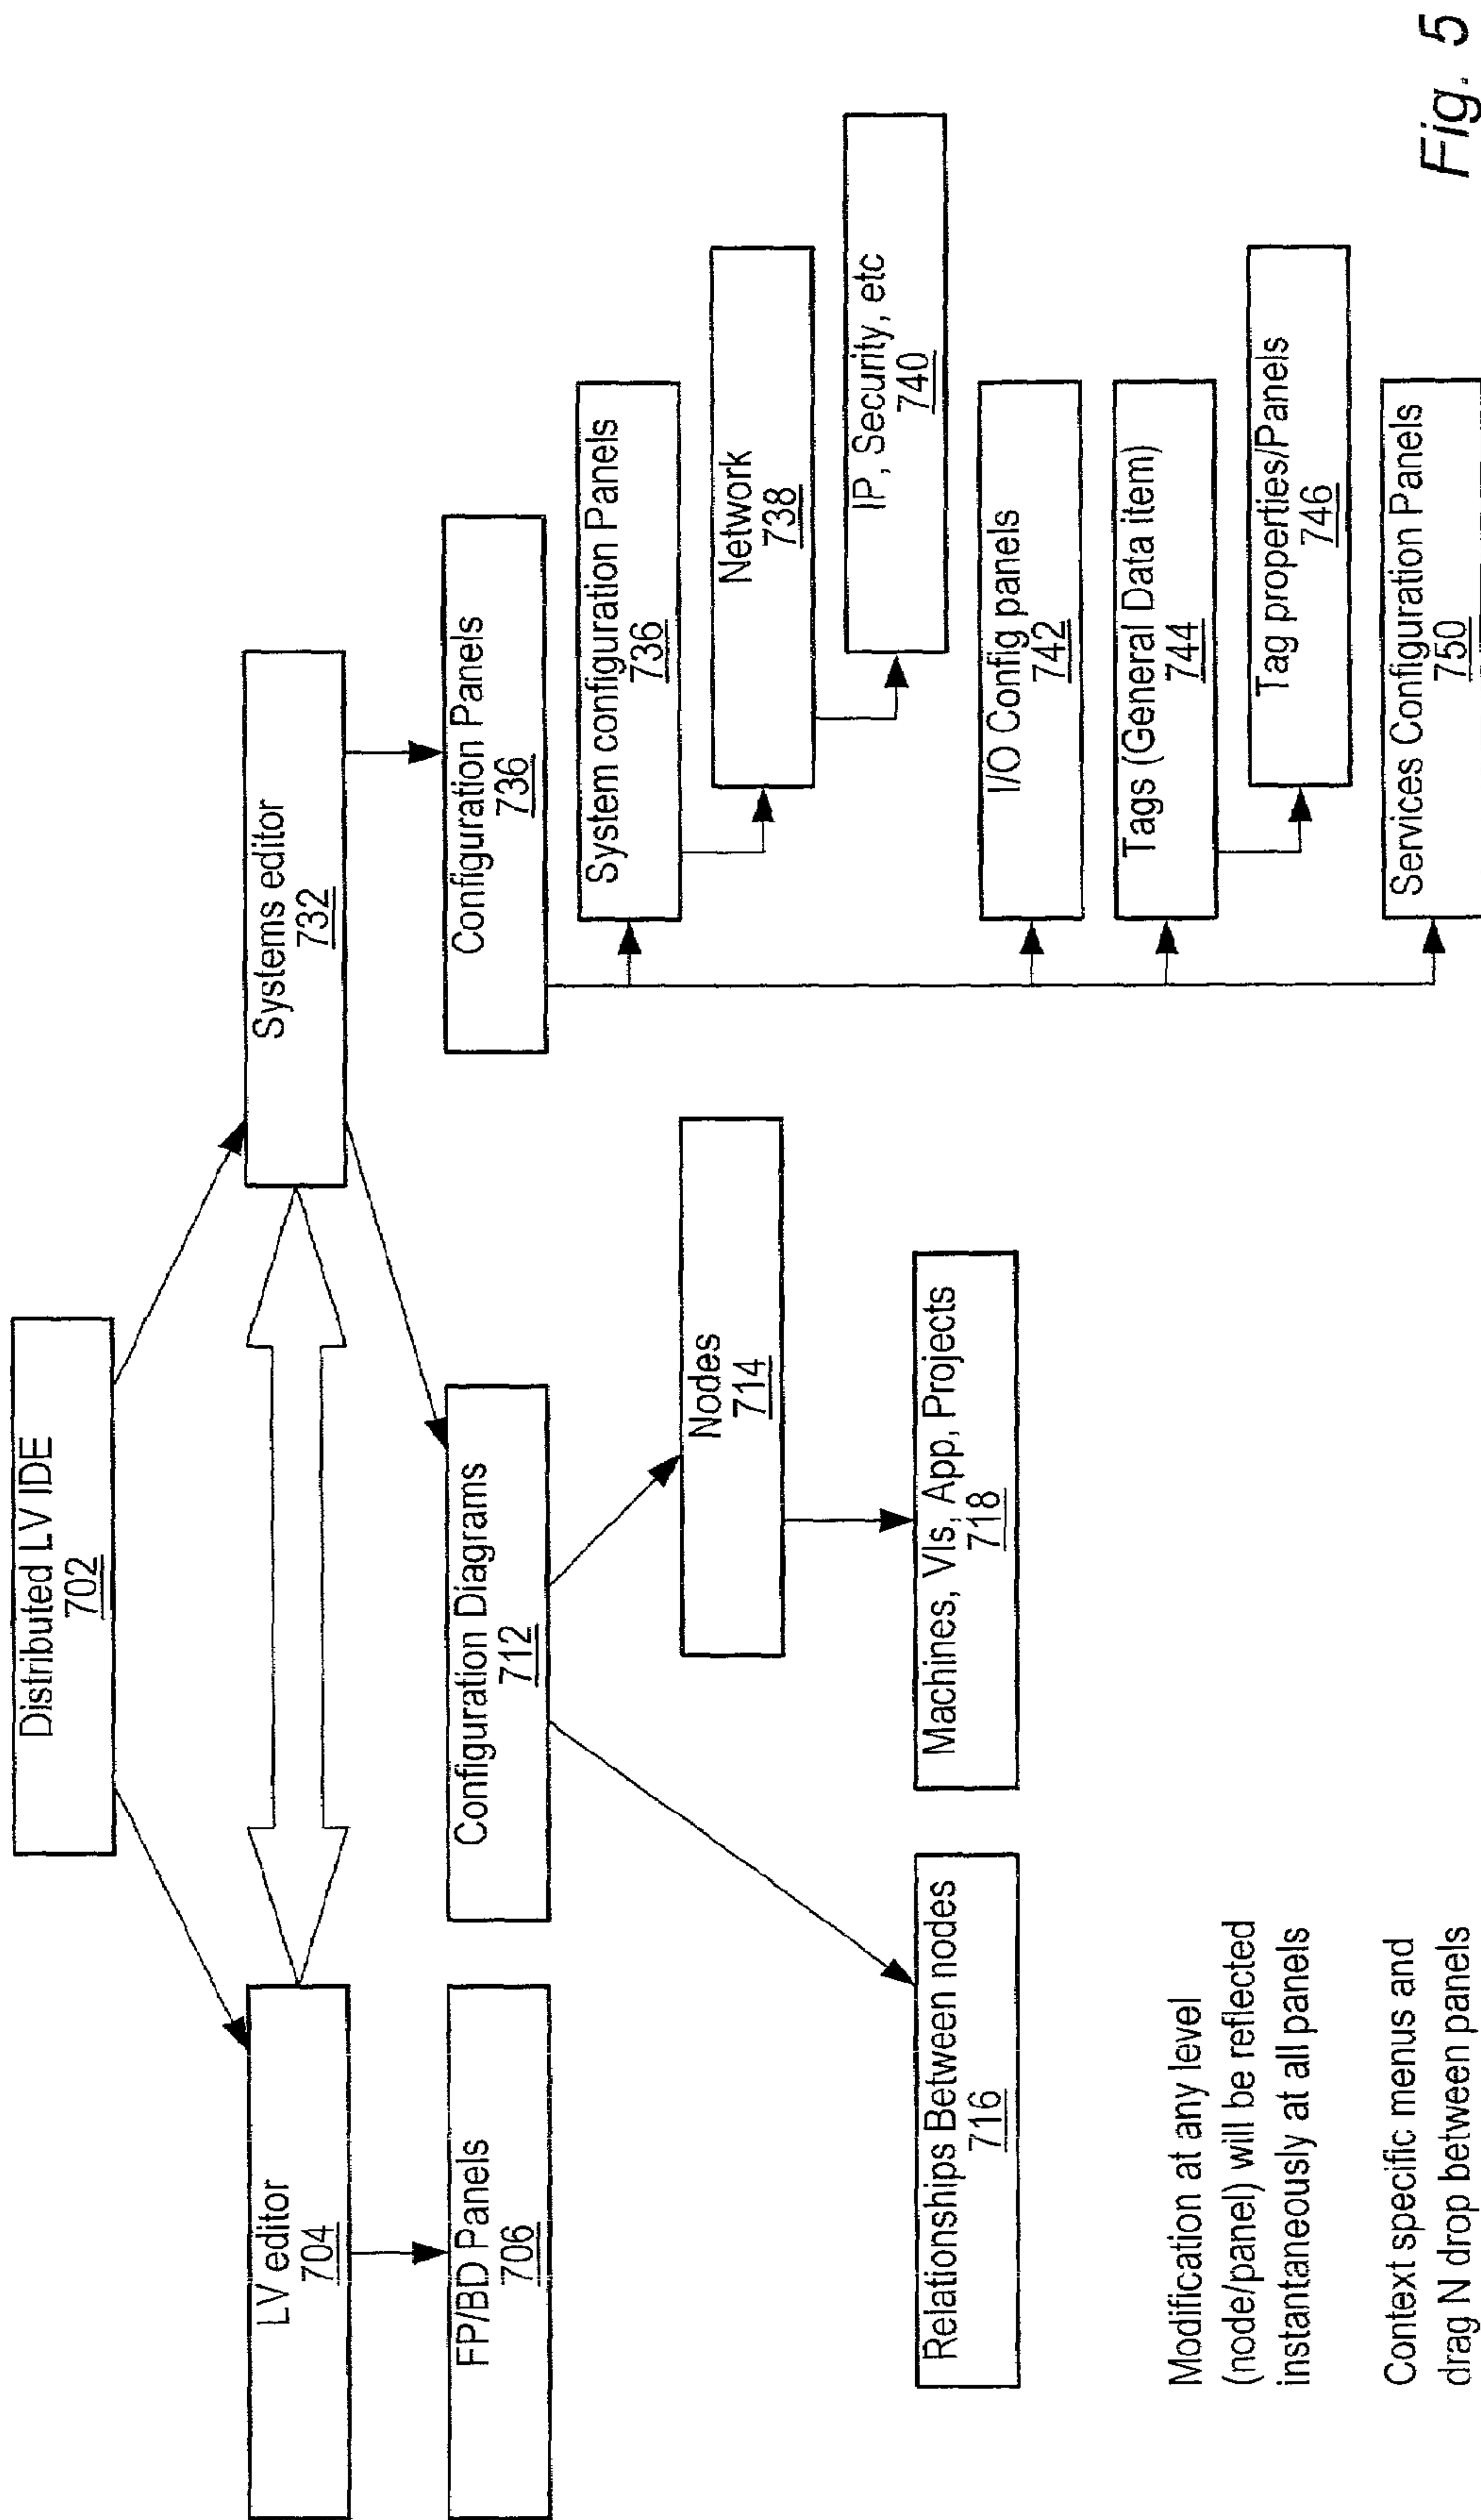 Distributed LV IDE
702
LV editor
704
Systems editor
732
FP/BD Panels
706
Configuration Diagrams
712
Configuration Panels
736
System configuration Panels
736
Nodes
714
Network
738
IP, Security, etc
740
Relationships Between nodes
716
Machines, VIs, App, Projects
718
I/O Config panels
742
Tags (General Data item)
744
Tag properties/Panels
746
Services Configuration Panels
750
Modification at any level
(node/panel) will be reflected
instantaneously at all panels
Context specific menus and
drag N drop between panels
Fig. 5